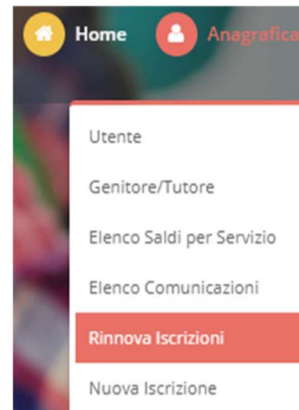 Home Anagrafica
Utente
Genitore/Tutore
Elenco Saldi per Servizio
Elenco Comunicazioni
Rinnova Iscrizioni
Nuova Iscrizione